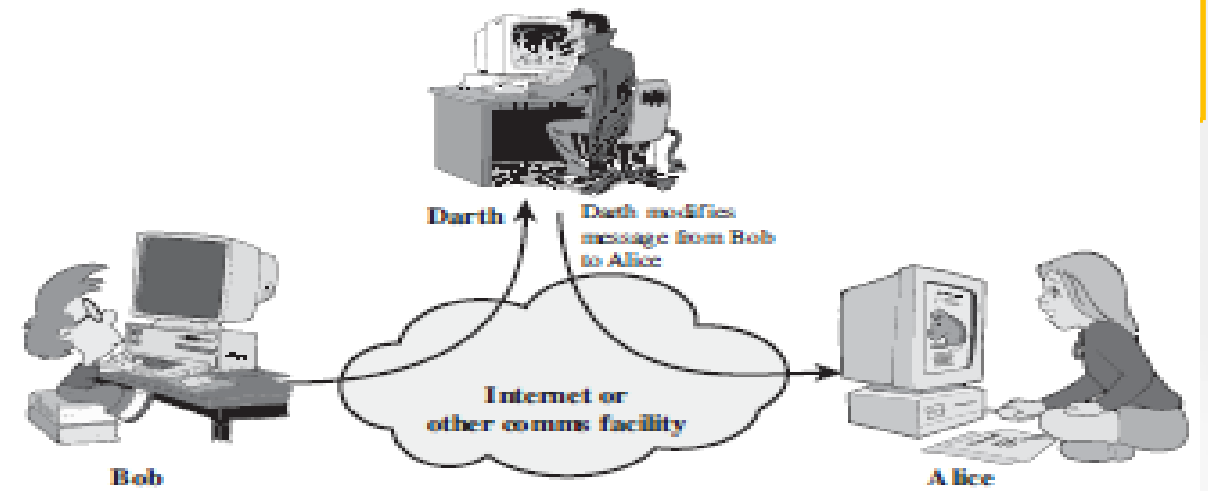 Darth
Darth modifies
message from Bob
to Alice
Internet or
other comms facility
Bob
Alice